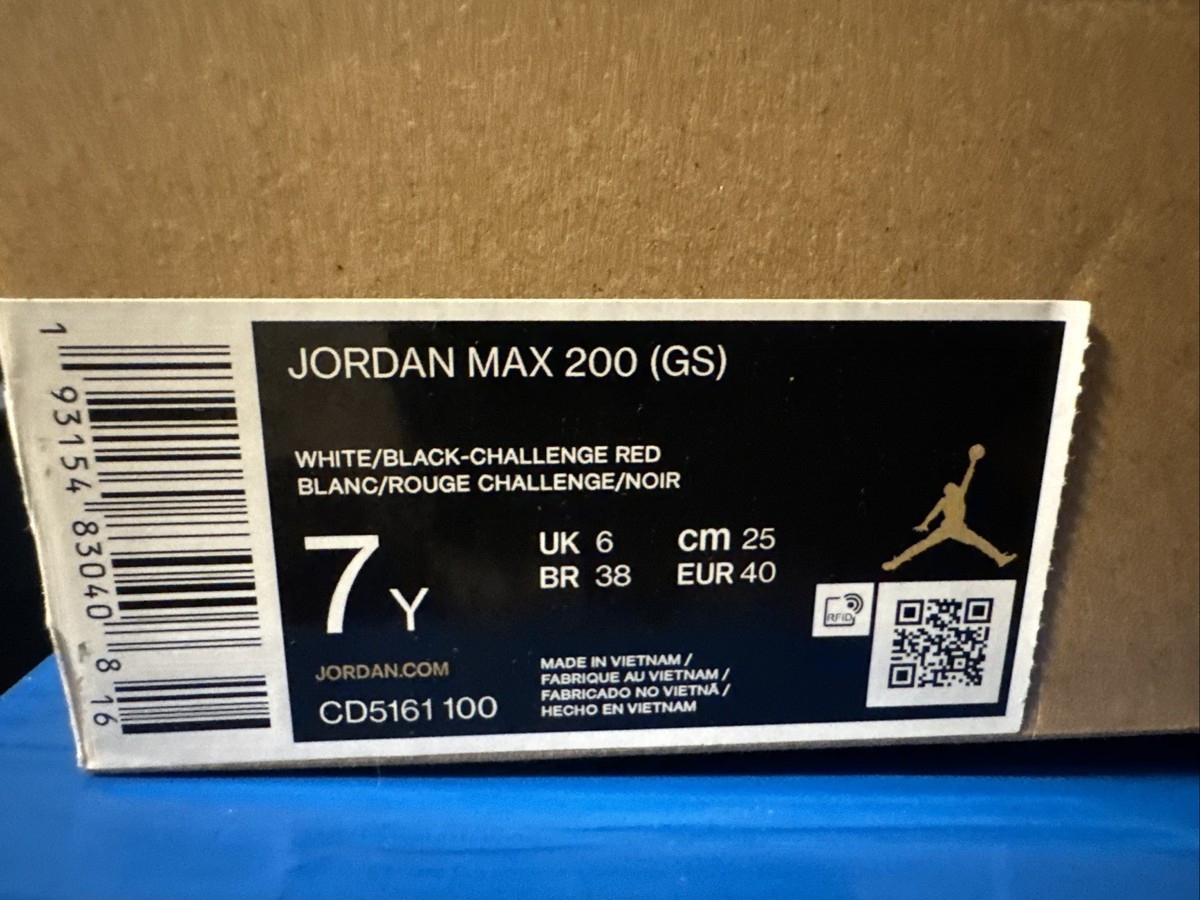 1 93154 83040 8 16
JORDAN MAX 200 (GS)
WHITE/BLACK-CHALLENGE RED
BLANC/ROUGE CHALLENGE/NOIR
7 Y
UK 6 cm 25
BR 38 EUR 40
RFID
JORDAN.COM
CD5161 100
MADE IN VIETNAM /
FABRIQUE AU VIETNAM /
FABRICADO NO VIETNÃ /
HECHO EN VIETNAM